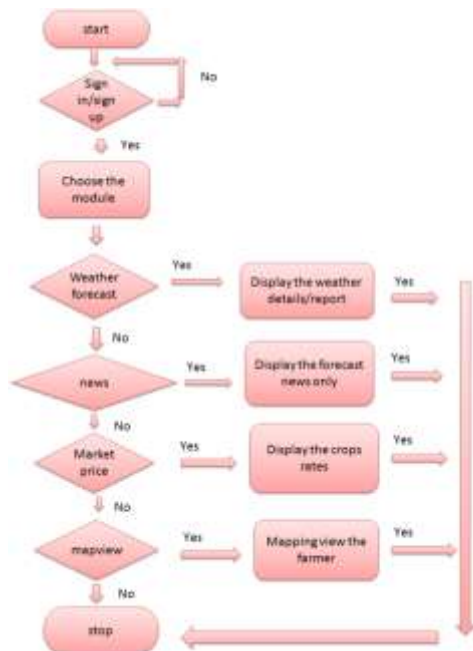 start
No
Sign
in/sign
up
Yes
Choose the
module
Weather
forecast
Yes
Display the weather
details/report
Yes
No
news
Yes
Display the forecast
news only
Yes
No
Market
price
Yes
Display the crops
rates
Yes
No
mapview
Yes
Mapping view the
farmer
Yes
No
stop